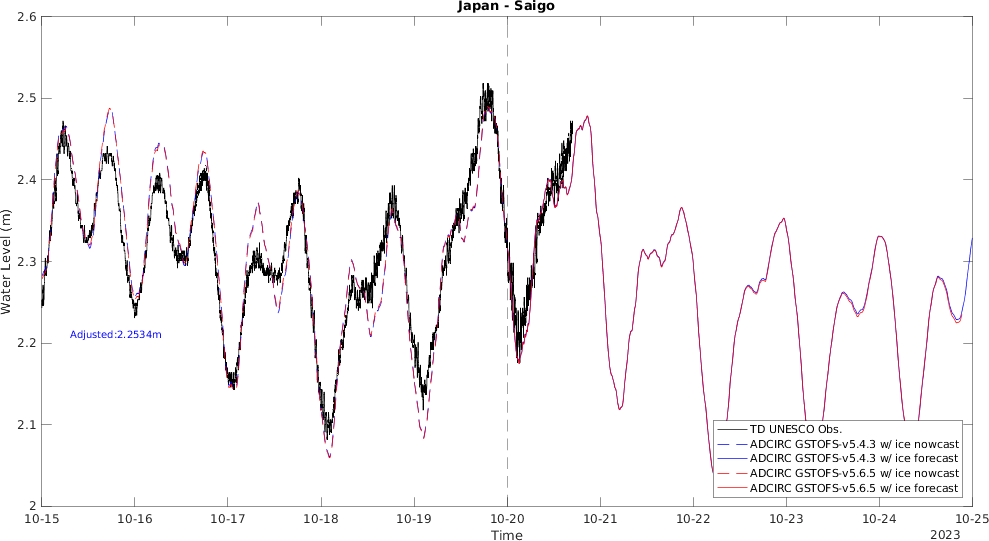 Japan - Saigo
Water Level (m)
2.6
2.5
2.4
2.3
2.2
2.1
2
Adjusted:2.2534m
TD UNESCO Obs.
ADCIRC GSTOFS-v5.4.3 w/ ice nowcast
ADCIRC GSTOFS-v5.4.3 w/ ice forecast
ADCIRC GSTOFS-v5.6.5 w/ ice nowcast
ADCIRC GSTOFS-v5.6.5 w/ ice forecast
10-15 10-16 10-17 10-18 10-19 10-20 10-21 10-22 10-23 10-24 10-25
Time
2023